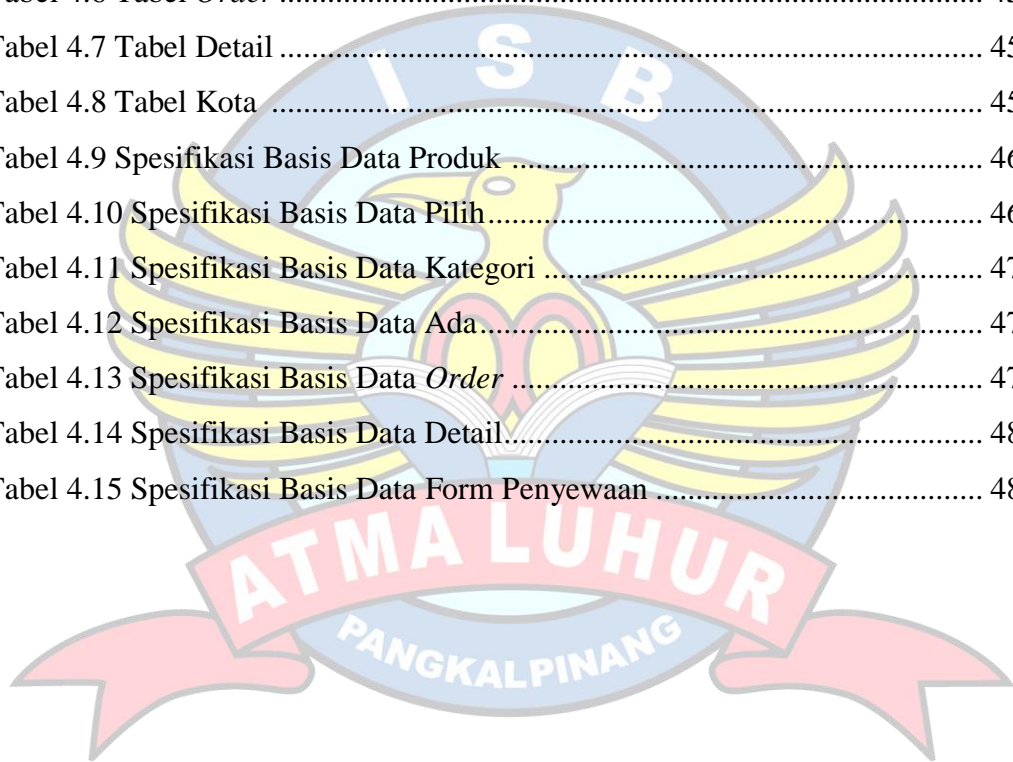 Tabel 4.7 Tabel Detail ........................................ 45
Tabel 4.8 Tabel Kota ........................................ 45
Tabel 4.9 Spesifikasi Basis Data Produk ........................................ 46
Tabel 4.10 Spesifikasi Basis Data Pilih ........................................ 46
Tabel 4.11 Spesifikasi Basis Data Kategori ........................................ 47
Tabel 4.12 Spesifikasi Basis Data Ada ........................................ 47
Tabel 4.13 Spesifikasi Basis Data Order ........................................ 47
Tabel 4.14 Spesifikasi Basis Data Detail ........................................ 48
Tabel 4.15 Spesifikasi Basis Data Form Penyewaan ........................................ 48
I S B
ATMA LUHUR
PANGKALPINANG